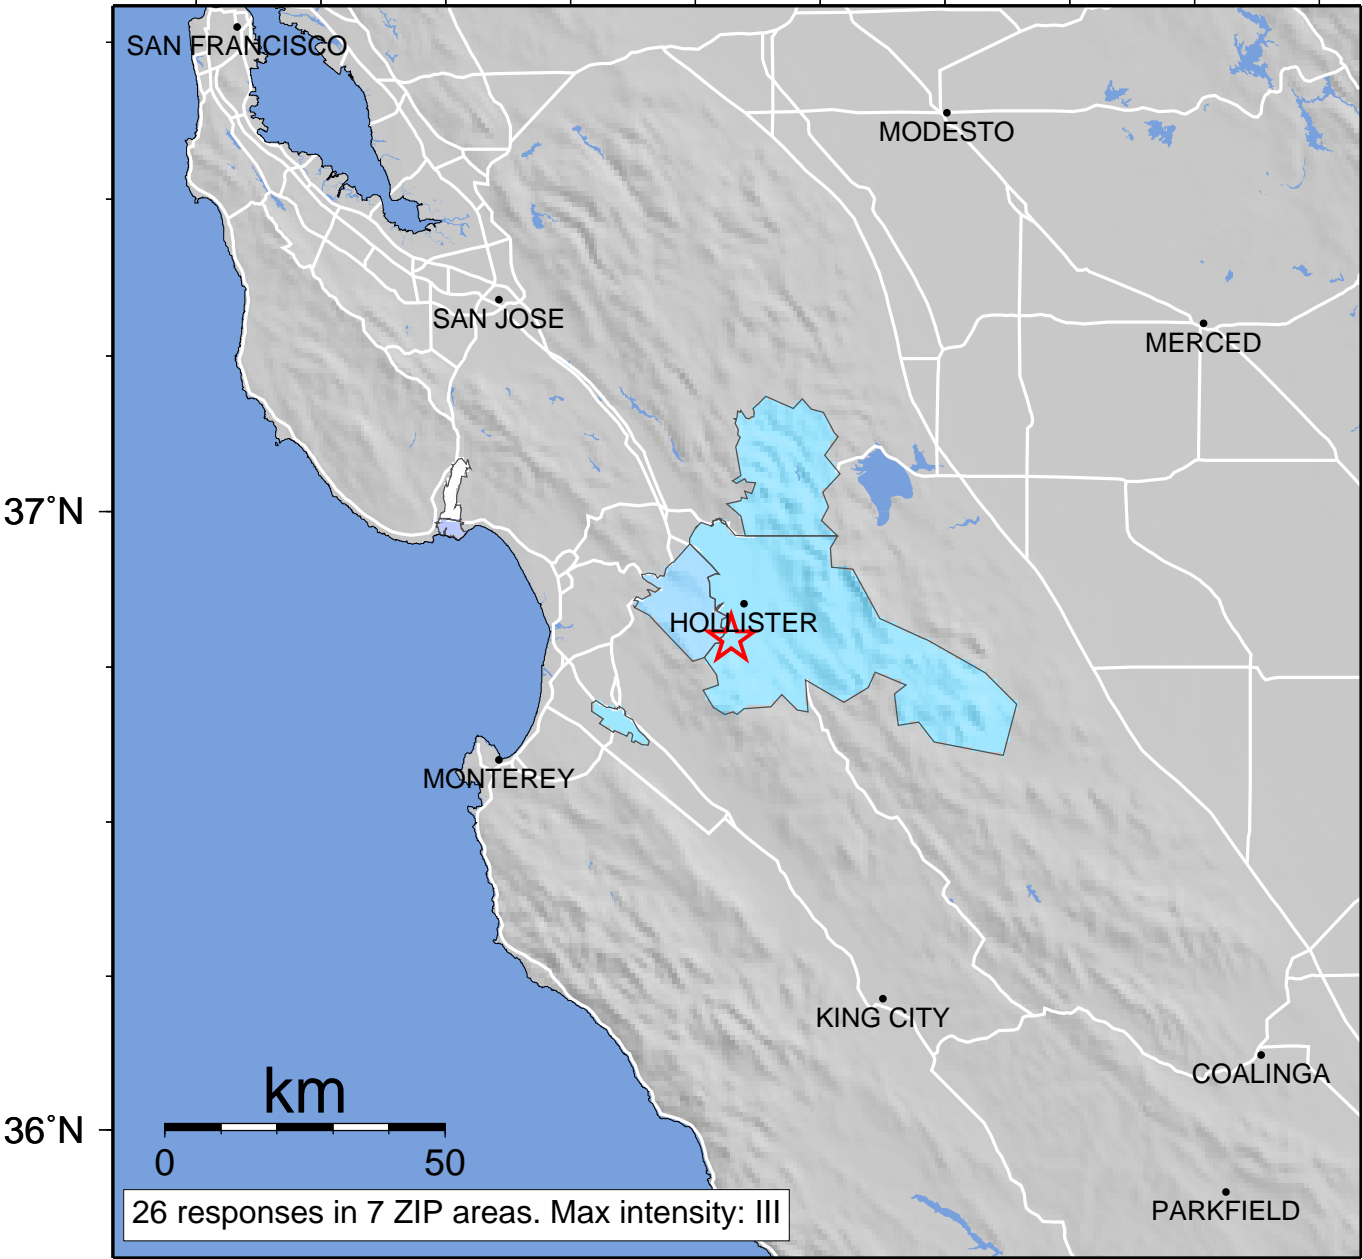 SAN FRANCISCO
MODESTO
SAN JOSE
MERCED
37°N
HOLLISTER
MONTEREY
KING CITY
COALINGA
km
36°N
0 50
PARKFIELD
26 responses in 7 ZIP areas. Max intensity: III